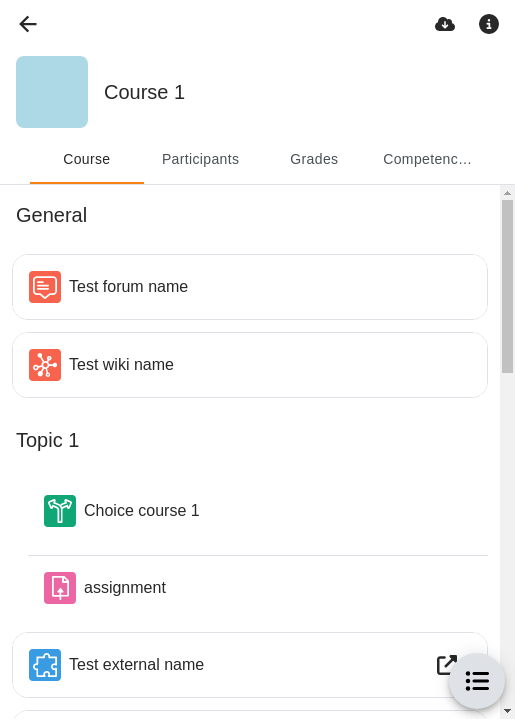 Course 1
Course
Participants
Grades
Competenc…
General
Test forum name
Test wiki name
Topic 1
Choice course 1
assignment
Test external name